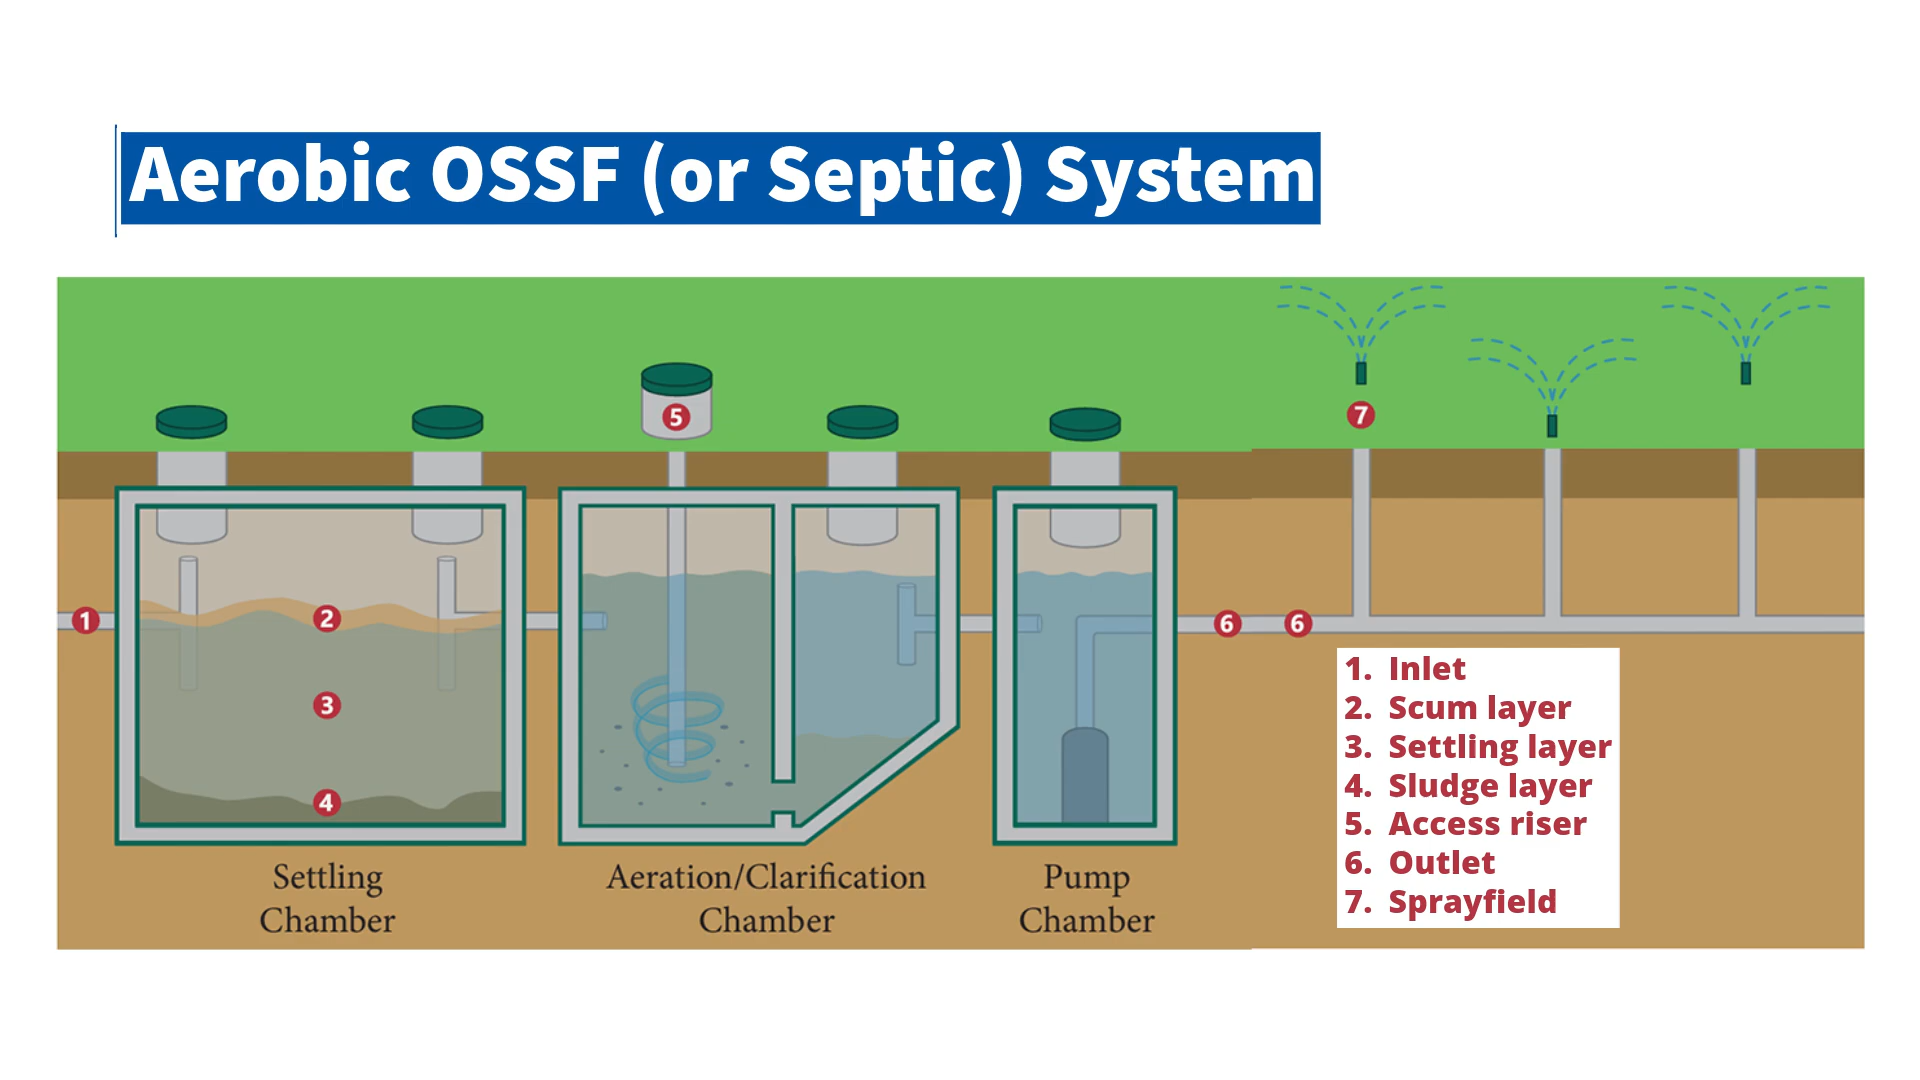 Aerobic OSSF (or Septic) System
5
7
1
2
6
6
3
4
1. Inlet
2. Scum layer
3. Settling layer
4. Sludge layer
5. Access riser
6. Outlet
7. Sprayfield
Settling
Chamber
Aeration/Clarification
Chamber
Pump
Chamber